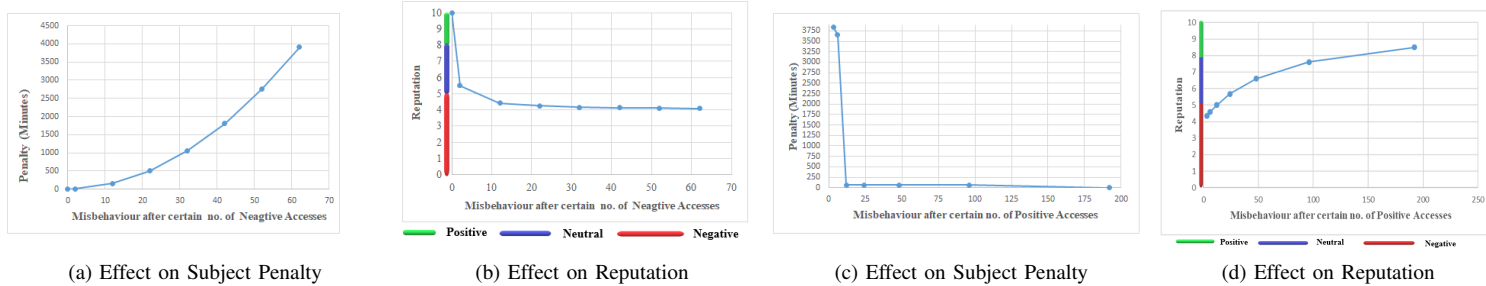 4500
4000
3500
3000
2500
2000
1500
1000
500
0
Penalty (Minutes)
0 10 20 30 40 50 60 70
Misbehaviour after certain no. of Neagtive Accesses
(a) Effect on Subject Penalty
10
9
8
7
6
5
4
3
2
1
0
Reputation
0 10 20 30 40 50 60 70
Misbehaviour after certain no. of Neagtive Accesses
Positive Neutral Negative
(b) Effect on Reputation
3750
3500
3250
3000
2750
2500
2250
2000
1750
1500
1250
1000
750
500
250
0
Penalty (Minutes)
0 25 50 75 100 125 150 175 200
Misbehaviour after certain no. of Positive Accesses
(c) Effect on Subject Penalty
10
9
8
7
6
5
4
3
2
1
0
Reputation
0 50 100 150 200 250
Misbehaviour after certain no. of Positive Accesses
Positive Neutral Negative
(d) Effect on Reputation